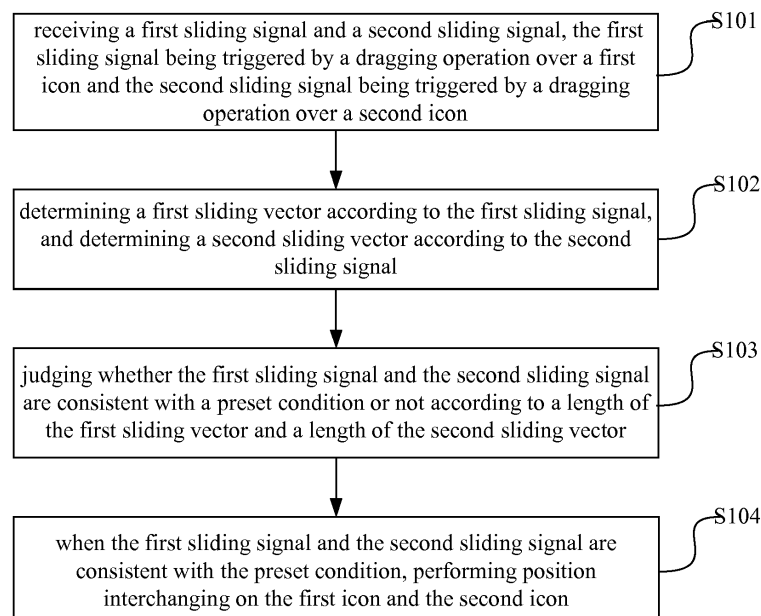 receiving a first sliding signal and a second sliding signal, the first
sliding signal being triggered by a dragging operation over a first
icon and the second sliding signal being triggered by a dragging
operation over a second icon
S101
determining a first sliding vector according to the first sliding signal,
and determining a second sliding vector according to the second
sliding signal
S102
judging whether the first sliding signal and the second sliding signal
are consistent with a preset condition or not according to a length of
the first sliding vector and a length of the second sliding vector
S103
when the first sliding signal and the second sliding signal are
consistent with the preset condition, performing position
interchanging on the first icon and the second icon
S104